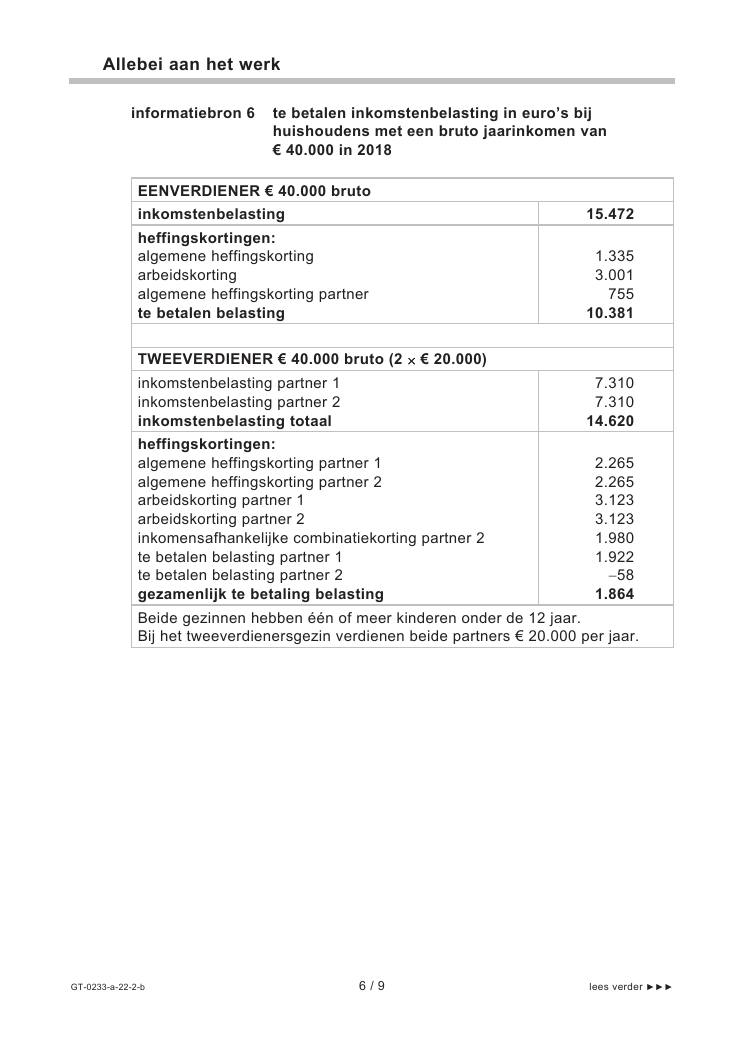 Allebei aan het werk
informatiebron 6 te betalen inkomstenbelasting in euro's bij
huishoudens met een bruto jaarinkomen van
€ 40.000 in 2018
EENVERDIENER € 40.000 bruto
inkomstenbelasting 15.472
heffingskortingen:
algemene heffingskorting 1.335
arbeidskorting 3.001
algemene heffingskorting partner 755
te betalen belasting 10.381
TWEEVERDIENER € 40.000 bruto (2 × € 20.000)
inkomstenbelasting partner 1 7.310
inkomstenbelasting partner 2 7.310
inkomstenbelasting totaal 14.620
heffingskortingen:
algemene heffingskorting partner 1 2.265
algemene heffingskorting partner 2 2.265
arbeidskorting partner 1 3.123
arbeidskorting partner 2 3.123
inkomensafhankelijke combinatiekorting partner 2 1.980
te betalen belasting partner 1 1.922
te betalen belasting partner 2 –58
gezamenlijk te betaling belasting 1.864
Beide gezinnen hebben één of meer kinderen onder de 12 jaar.
Bij het tweeverdienersgezin verdienen beide partners € 20.000 per jaar.
GT-0233-a-22-2-b 6 / 9 lees verder ►►►